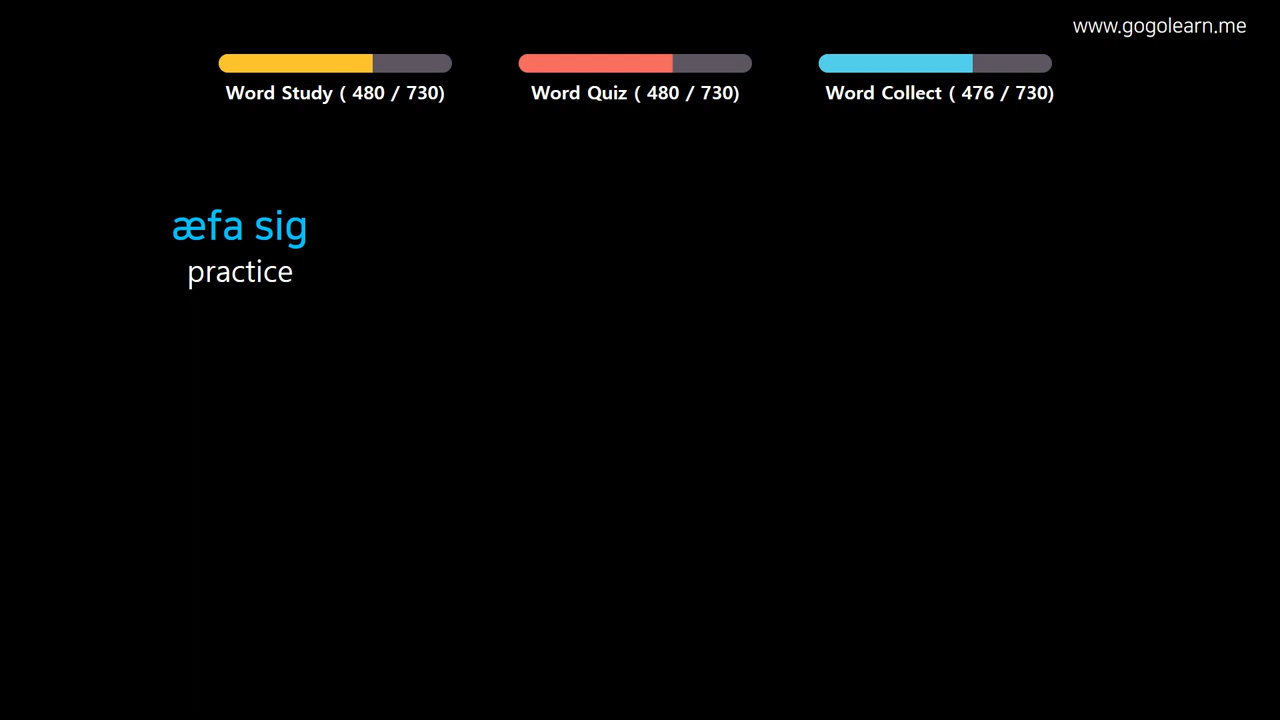 www.gogolearn.me
Word Study ( 480 / 730)
Word Quiz ( 480 / 730)
Word Collect ( 476 / 730)
æfa sig
practice